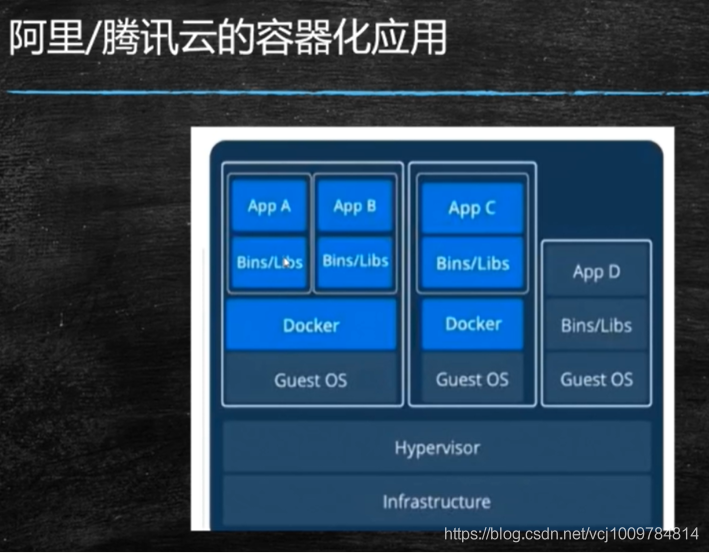 阿里/腾讯云的容器化应用
App A
App B
App C
Bins/Libs
Bins/Libs
Bins/Libs
App D
Docker
Docker
Bins/Libs
Guest OS
Guest OS
Guest OS
Hypervisor
Infrastructure
https://blog.csdn.net/vcj1009784814